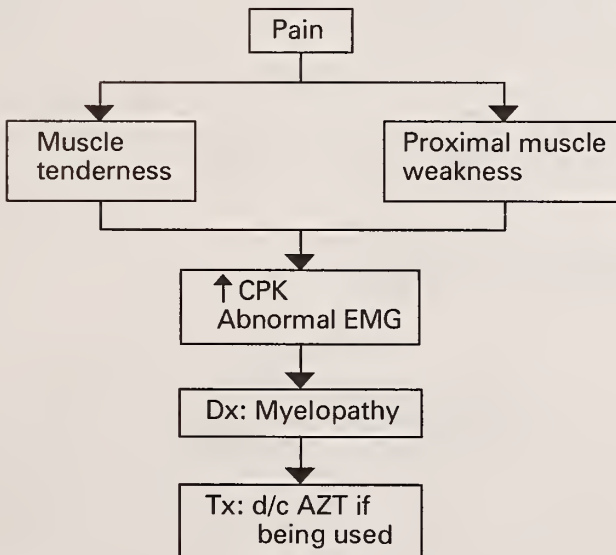 Pain
Muscle
tenderness
Proximal muscle
weakness
↑ CPK
Abnormal EMG
Dx: Myelopathy
Tx: d/c AZT if
being used